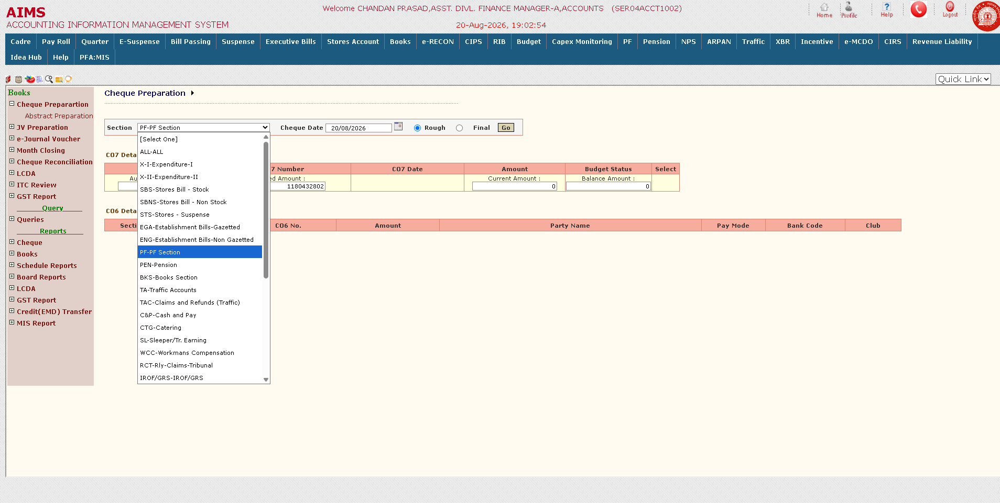 AIMS
ACCOUNTING INFORMATION MANAGEMENT SYSTEM
Welcome CHANDAN PRASAD,ASST. DIVL. FINANCE MANAGER-A,ACCOUNTS (SER04ACCT1002)
20-Aug-2026, 19:02:54
Home Profile Help Logout
Cadre Pay Roll Quarter E-Suspense Bill Passing Suspense Executive Bills Stores Account Books e-RECON CIPS RIB Budget Capex Monitoring PF Pension NPS ARPAN Traffic XBR Incentive e-MCDO CIRS Revenue Liability
Idea Hub Help PFA:MIS
Quick Link
Books
Cheque Preparartion
Abstract Preparation
JV Preparation
e-Journal Voucher
Month Closing
Cheque Reconciliation
LCDA
ITC Review
GST Report
Query
Queries
Reports
Cheque
Books
Schedule Reports
Board Reports
LCDA
GST Report
Credit(EMD) Transfer
MIS Report
Cheque Preparation
Section PF-PF Section Cheque Date 20/08/2026 Rough Final Go
[Select One]
ALL-ALL
X-I-Expenditure-I
X-II-Expenditure-II
SBS-Stores Bill - Stock
SBNS-Stores Bill - Non Stock
STS-Stores - Suspense
EGA-Establishment Bills-Gazetted
ENG-Establishment Bills-Non Gazetted
PF-PF Section
PEN-Pension
BKS-Books Section
TA-Traffic Accounts
TAC-Claims and Refunds (Traffic)
C&P-Cash and Pay
CTG-Catering
SL-Sleeper/Tr. Earning
WCC-Workmans Compensation
RCT-Rly-Claims-Tribunal
IROF/GRS-IROF/GRS
CO7 Deta
7 Number CO7 Date Amount Budget Status Select
Au ed Amount : Current Amount : Balance Amount :
1180432802 0 0
CO6 Deta
Secti CO6 No. Amount Party Name Pay Mode Bank Code Club